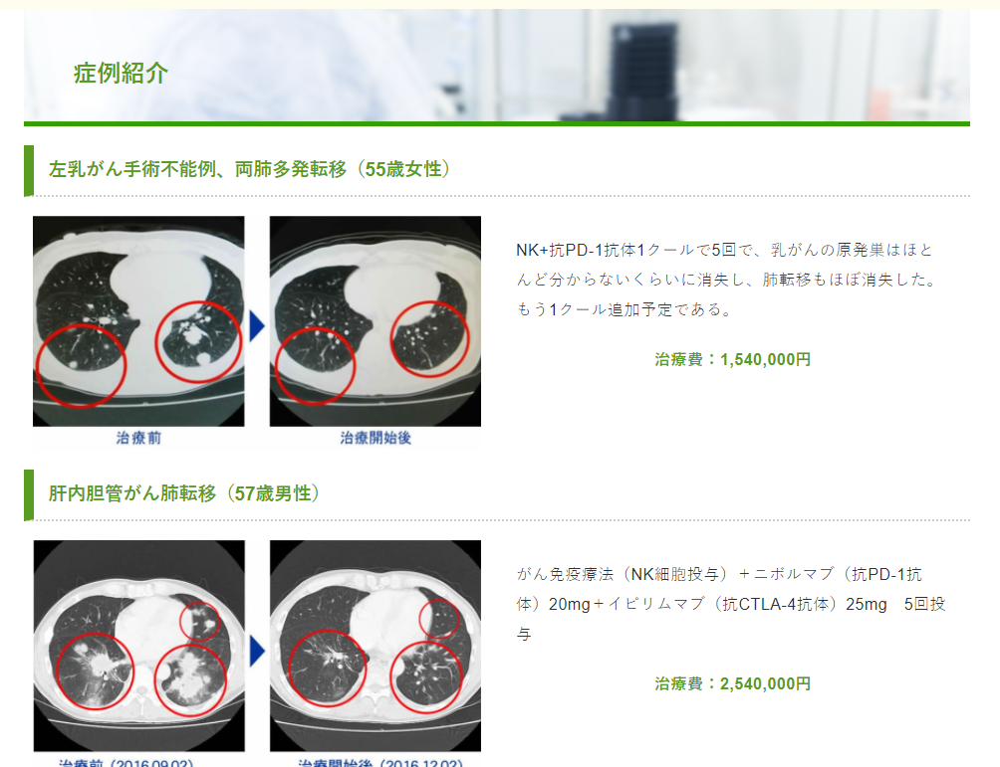 症例紹介
左乳がん手術不能例、両肺多発転移（55歳女性）
NK+抗PD-1抗体1クールで5回で、乳がんの原発巣はほと
んど分からないくらいに消失し、肺転移もほぼ消失した。
もう1クール追加予定である。
治療費：1,540,000円
治療前
治療開始後
肝内胆管がん肺転移（57歳男性）
がん免疫療法（NK細胞投与）＋ニボルマブ（抗PD-1抗
体）20mg＋イピリムマブ（抗CTLA-4抗体）25mg　5回投
与
治療費：2,540,000円
治療前（2016.09.02）
治療開始後（2016.12.02）